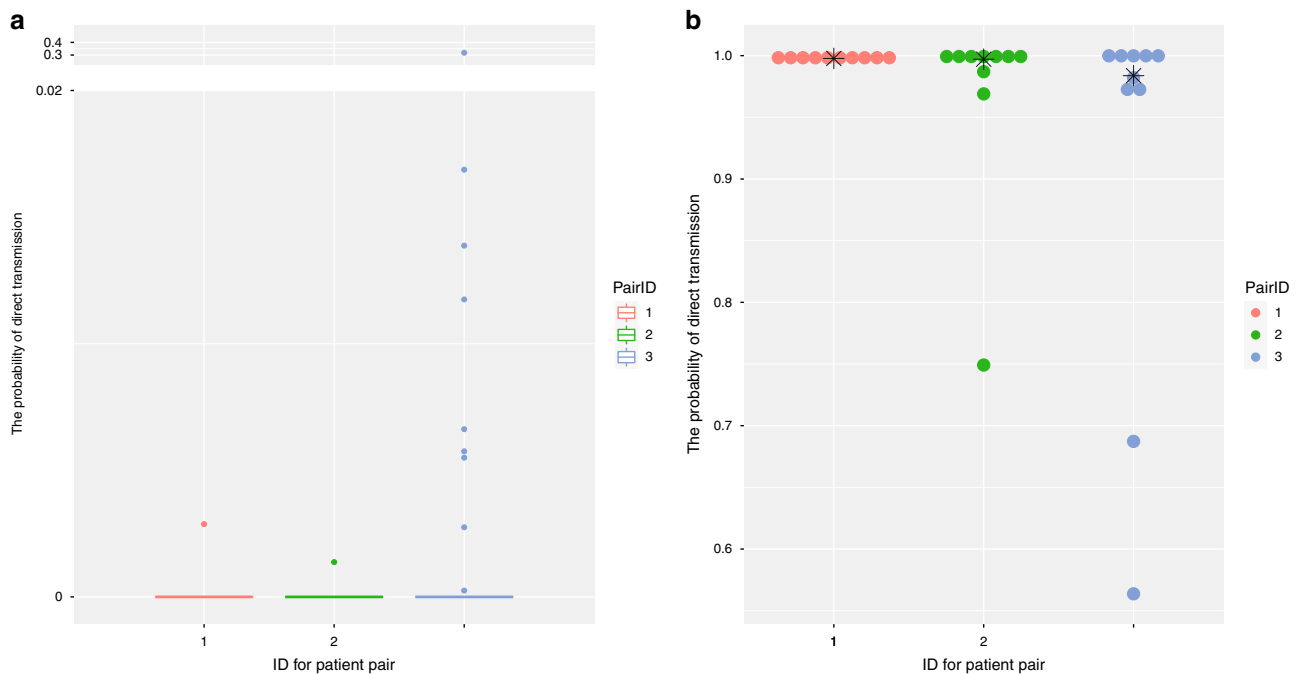 a
0.4
0.3
0.02
0
The probability of direct transmission
1
2
ID for patient pair
PairID
1
2
3
b
1.0
0.9
0.8
0.7
0.6
The probability of direct transmission
1
2
ID for patient pair
PairID
1
2
3